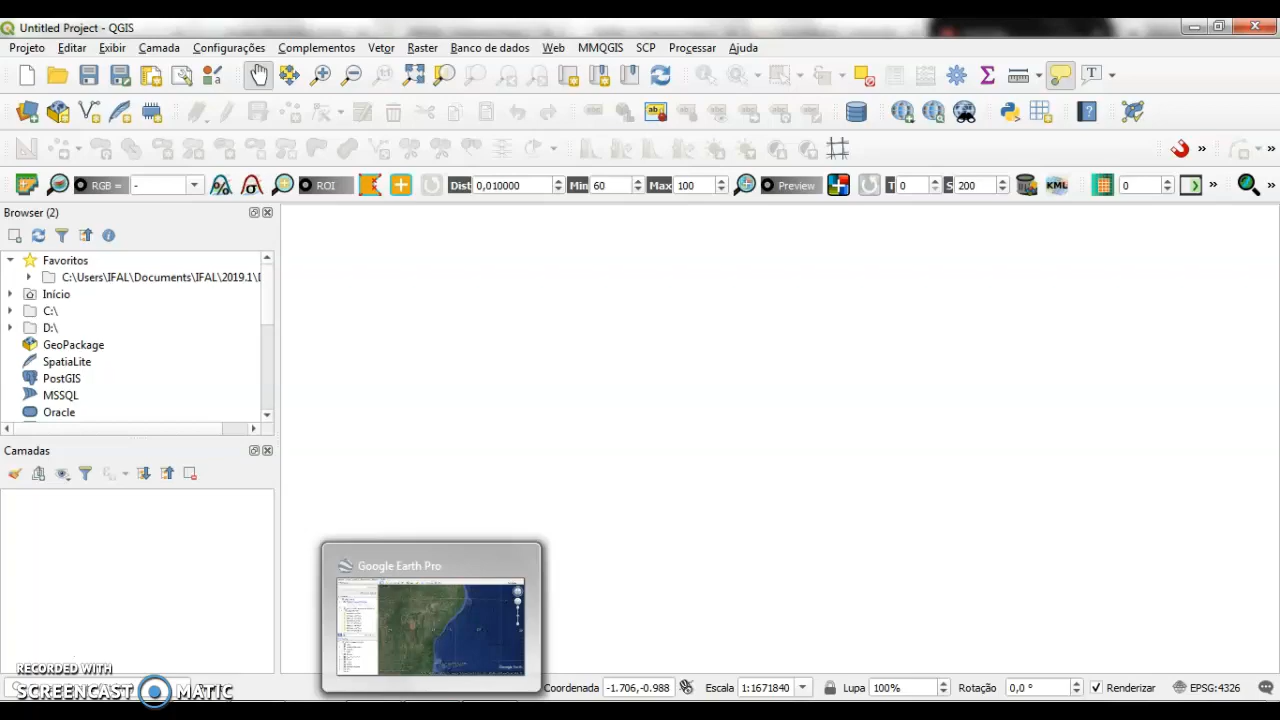 Untitled Project - QGIS
Projeto Editar Exibir Camada Configurações Complementos Vetor Raster Banco de dados Web MMQGIS SCP Processar Ajuda
RGB = - ROI Dist 0,010000 Min 60 Max 100 Preview T 0 S 200 KML 0
Browser (2)
Favoritos
C:\Users\IFAL\Documents\IFAL\2019.1\
Início
C:\
D:\
GeoPackage
SpatiaLite
PostGIS
MSSQL
Oracle
Camadas
Google Earth Pro
RECORDED WITH
SCREENCAST MATIC
Coordenada -1.706,-0.988 Escala 1:1671840 Lupa 100% Rotação 0,0 ° Renderizar EPSG:4326